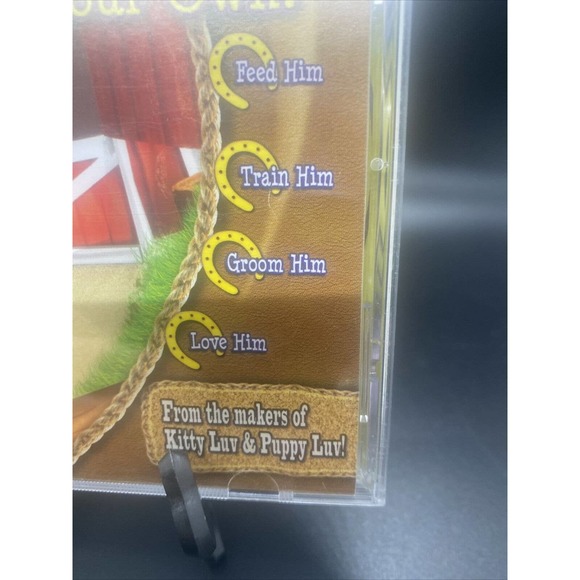 Feed Him
Train Him
Groom Him
Love Him
From the makers of
Kitty Luv & Puppy Luv!